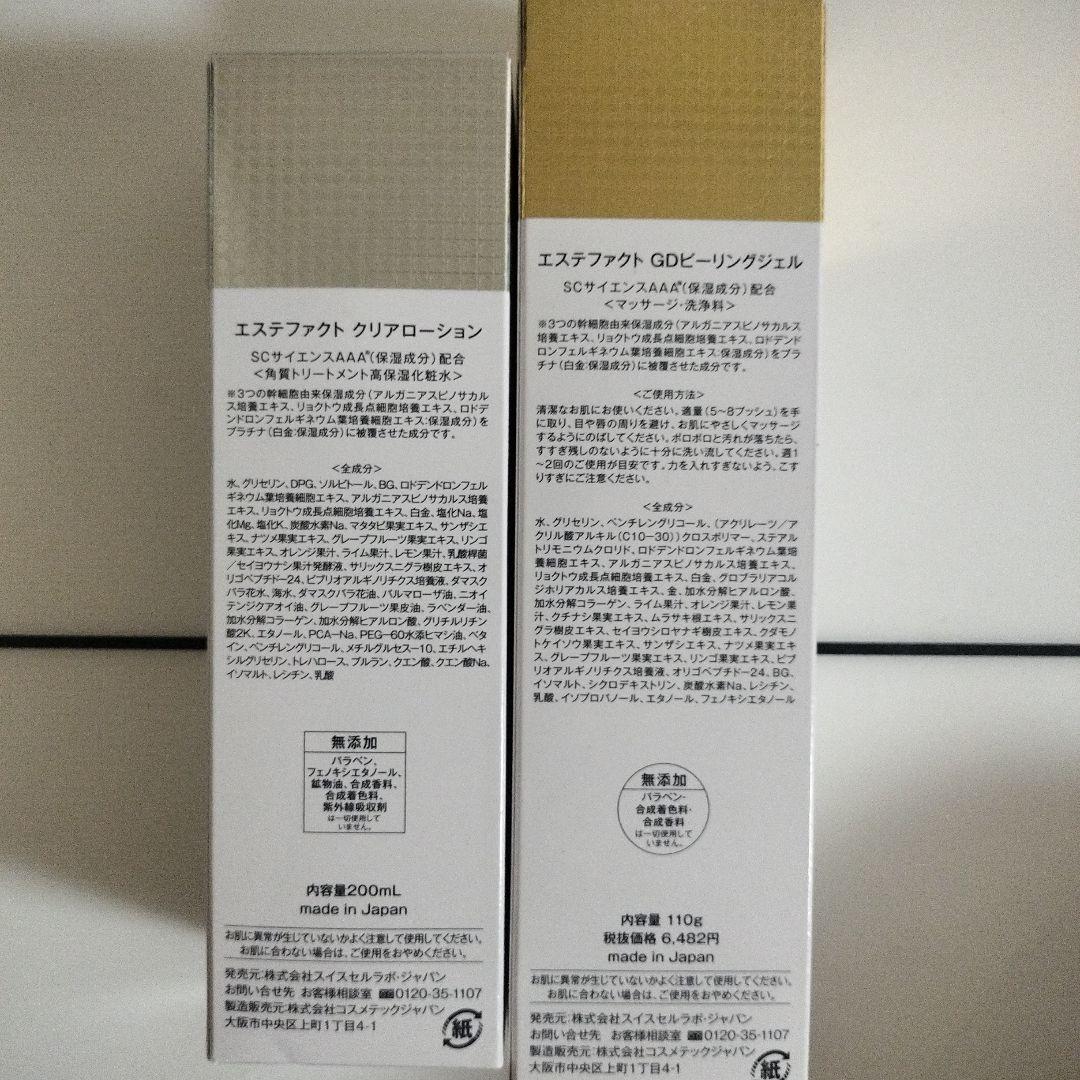 エステファクト クリアローション
SCサイエンスAAA※(保湿成分)配合
＜角質トリートメント高保湿化粧水＞
※3つの幹細胞由来保湿成分(アルガニアスピノサカル
ス培養エキス、リョクトウ成長点細胞培養エキス、ロドデ
ンドロンフェルギネウム葉培養細胞エキス:保湿成分)を
プラチナ(白金:保湿成分)に被覆させた成分です。
＜全成分＞
水、グリセリン、DPG、ソルビトール、BG、ロドデンドロンフェル
ギネウム葉培養細胞エキス、アルガニアスピノサカルス培養
エキス、リョクトウ成長点細胞培養エキス、白金、塩化Na、塩
化Mg、塩化K、炭酸水素Na、マタタビ果実エキス、サンザシエ
キス、ナツメ果実エキス、グレープフルーツ果実エキス、リンゴ
果実エキス、オレンジ果汁、ライム果汁、レモン果汁、乳酸桿菌
／セイヨウナシ果汁発酵液、サリックスニグラ樹皮エキス、オ
リゴペプチド-24、ビブリオアルギノリチクス培養液、ダマスク
バラ花水、海水、ダマスクバラ花油、パルマローザ油、ニオイ
テンジクアオイ油、グレープフルーツ果皮油、ラベンダー油、
加水分解コラーゲン、加水分解ヒアルロン酸、グリチルリチン
酸2K、エタノール、PCA-Na、PEG-60水添ヒマシ油、ベタ
イン、ペンチレングリコール、メチルグルセス-10、エチルヘキ
シルグリセリン、トレハロース、プルラン、クエン酸、クエン酸Na、
イソマルト、レシチン、乳酸
無添加
パラベン、
フェノキシエタノール、
鉱物油、合成香料、
合成着色料、
紫外線吸収剤
は一切使用して
いません。
内容量200mL
made in Japan
お肌に異常が生じていないかよく注意して使用してください。
お肌に合わない場合は、ご使用をおやめください。
発売元:株式会社スイスセルラボ・ジャパン
お問い合せ先 お客様相談室 0120-35-1107
製造販売元:株式会社コスメテックジャパン
大阪市中央区上町1丁目4-1
紙
エステファクト GDピーリングジェル
SCサイエンスAAA※(保湿成分)配合
＜マッサージ・洗浄料＞
※3つの幹細胞由来保湿成分(アルガニアスピノサカルス
培養エキス、リョクトウ成長点細胞培養エキス、ロドデンド
ロンフェルギネウム葉培養細胞エキス:保湿成分)をプラ
チナ(白金:保湿成分)に被覆させた成分です。
＜ご使用方法＞
清潔なお肌にお使いください。適量(5〜8プッシュ)を手
に取り、目や唇の周りを避け、お肌にやさしくマッサージ
するようにのばしてください。ポロポロと汚れが落ちたら、
すすぎ残しのないように十分に洗い流してください。週1
〜2回のご使用が目安です。力を入れすぎないよう、こす
りすぎにご注意ください。
＜全成分＞
水、グリセリン、ペンチレングリコール、(アクリレーツ／ア
クリル酸アルキル(C10-30))クロスポリマー、ステアル
トリモニウムクロリド、ロドデンドロンフェルギネウム葉培
養細胞エキス、アルガニアスピノサカルス培養エキス、
リョクトウ成長点細胞培養エキス、白金、グロブラリアコル
ジホリアカルス培養エキス、金、加水分解ヒアルロン酸、
加水分解コラーゲン、ライム果汁、オレンジ果汁、レモン果
汁、クチナシ果実エキス、ムラサキ根エキス、サリックスニ
グラ樹皮エキス、セイヨウシロヤナギ樹皮エキス、クダモノ
トケイソウ果実エキス、サンザシエキス、ナツメ果実エキ
ス、グレープフルーツ果実エキス、リンゴ果実エキス、ビブ
リオアルギノリチクス培養液、オリゴペプチド-24、BG、
イソマルト、シクロデキストリン、炭酸水素Na、レシチン、
乳酸、イソプロパノール、エタノール、フェノキシエタノール
無添加
パラベン・
合成着色料・
合成香料
は一切使用して
いません。
内容量 110g
税抜価格 6,482円
made in Japan
お肌に異常が生じていないかよく注意して使用してください。
お肌に合わない場合は、ご使用をおやめください。
発売元:株式会社スイスセルラボ・ジャパン
お問い合せ先 お客様相談室 0120-35-1107
製造販売元:株式会社コスメテックジャパン
大阪市中央区上町1丁目4-1
紙